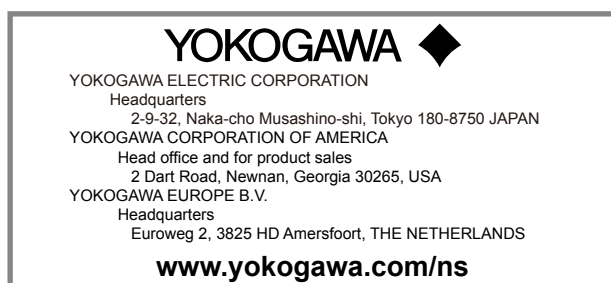 YOKOGAWA
YOKOGAWA ELECTRIC CORPORATION
Headquarters
2-9-32, Naka-cho Musashino-shi, Tokyo 180-8750 JAPAN
YOKOGAWA CORPORATION OF AMERICA
Head office and for product sales
2 Dart Road, Newnan, Georgia 30265, USA
YOKOGAWA EUROPE B.V.
Headquarters
Euroweg 2, 3825 HD Amersfoort, THE NETHERLANDS
www.yokogawa.com/ns